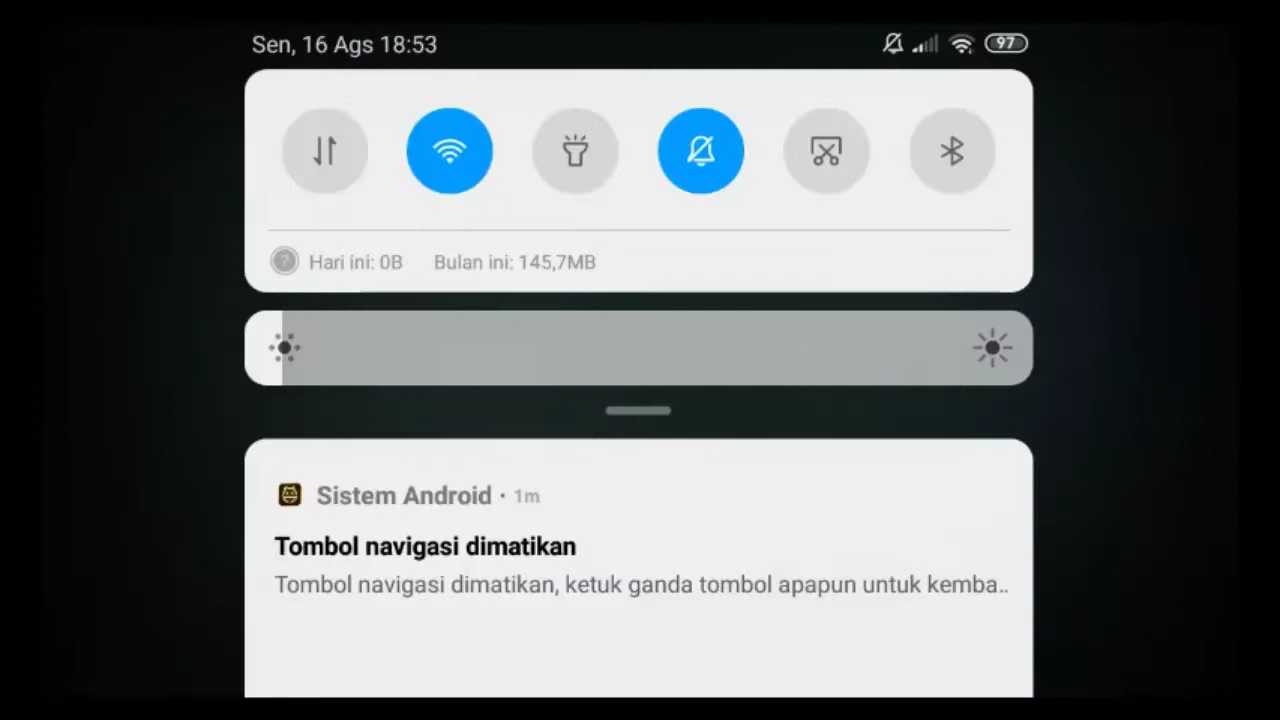 Sen, 16 Ags 18:53
97
Hari ini: 0B Bulan ini: 145,7MB
Sistem Android · 1m
Tombol navigasi dimatikan
Tombol navigasi dimatikan, ketuk ganda tombol apapun untuk kemba..